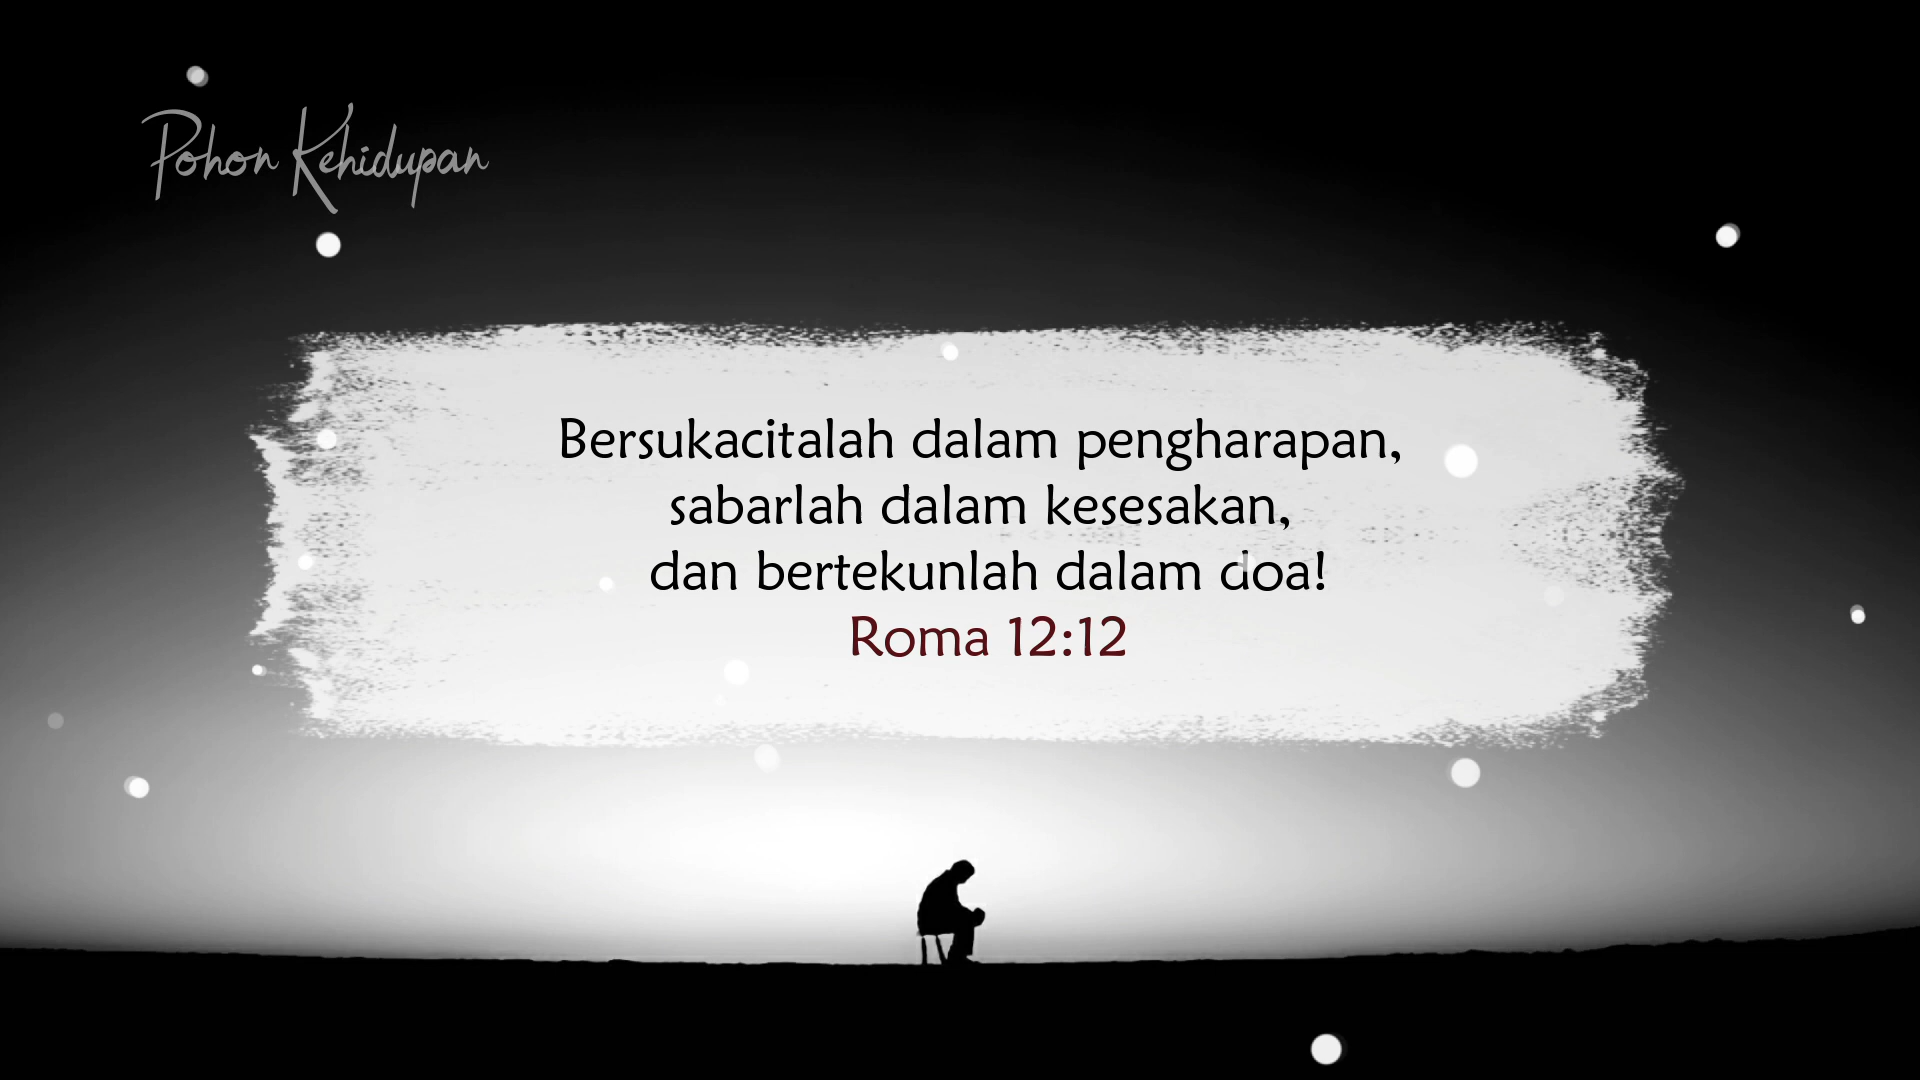 Pohon Kehidupan
Bersukacitalah dalam pengharapan,
sabarlah dalam kesesakan,
dan bertekunlah dalam doa!
Roma 12:12